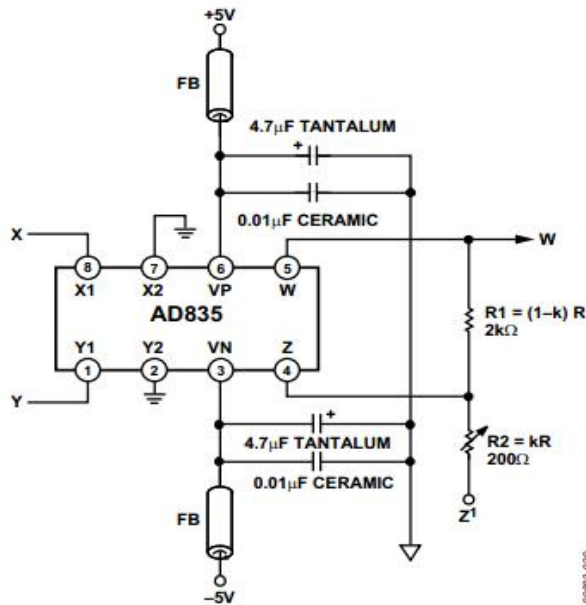 +5V
FB
4.7μF TANTALUM
+
0.01μF CERAMIC
X
W
8
7
6
5
X1
X2
VP
W
R1 = (1–k) R
2kΩ
AD835
Y1
Y2
VN
Z
1
2
3
4
Y
+
4.7μF TANTALUM
R2 = kR
200Ω
0.01μF CERAMIC
FB
Z1
–5V